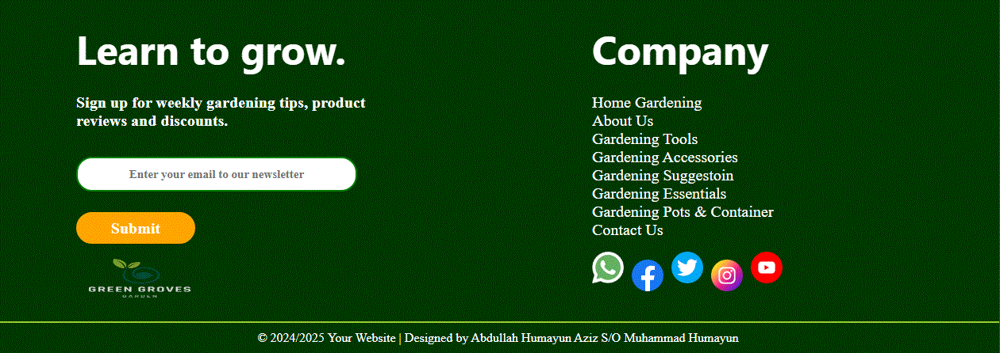 Learn to grow.
Sign up for weekly gardening tips, product
reviews and discounts.
Enter your email to our newsletter
Submit
GREEN GROVES
GARDEN
Company
Home Gardening
About Us
Gardening Tools
Gardening Accessories
Gardening Suggestoin
Gardening Essentials
Gardening Pots & Container
Contact Us
© 2024/2025 Your Website | Designed by Abdullah Humayun Aziz S/O Muhammad Humayun